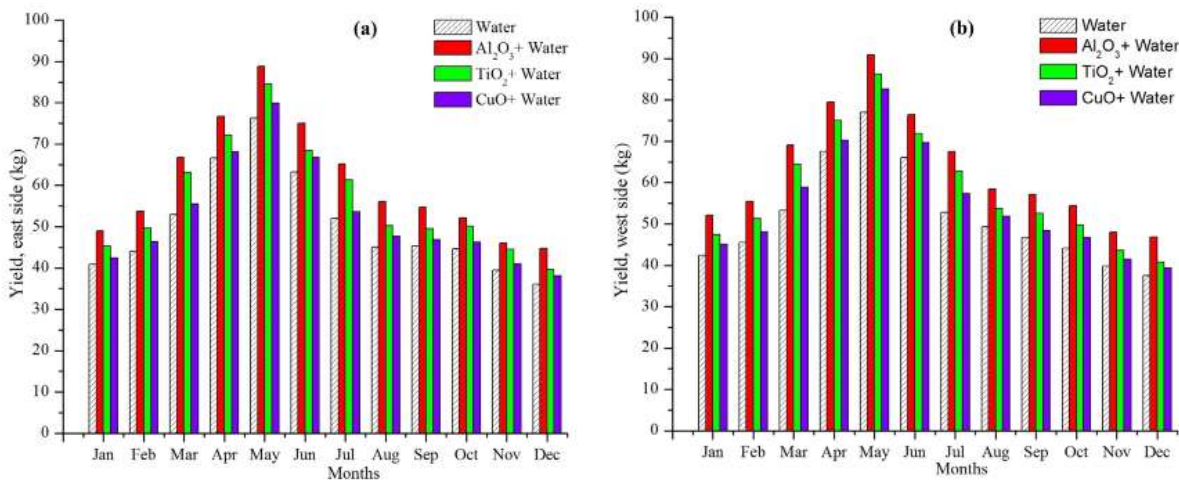 (a)
Water
Al₂O₃+ Water
TiO₂+ Water
CuO+ Water
Yield, east side (kg)
100
90
80
70
60
50
40
30
20
10
0
Jan Feb Mar Apr May Jun Jul Aug Sep Oct Nov Dec
Months
(b)
Water
Al₂O₃+ Water
TiO₂+ Water
CuO+ Water
Yield, west side (kg)
100
90
80
70
60
50
40
30
20
10
0
Jan Feb Mar Apr May Jun Jul Aug Sep Oct Nov Dec
Months